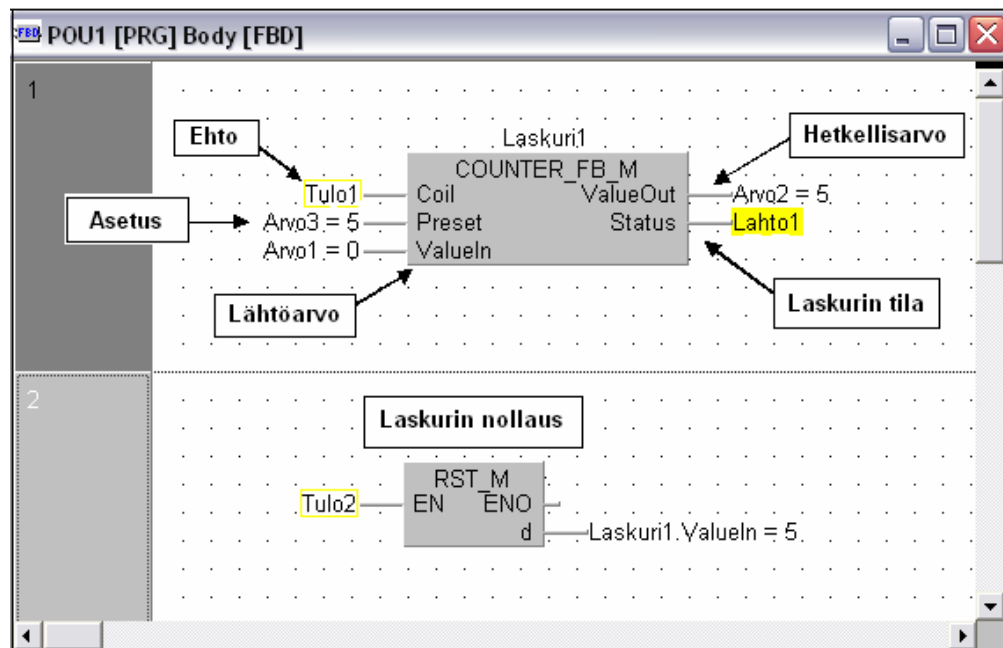 FBD POU1 [PRG] Body [FBD]
1
Ehto
Laskuri1
Hetkellisarvo
COUNTER_FB_M
Tulo1 Coil ValueOut Arvo2 = 5
Asetus Arvo3 = 5 Preset Status Lahto1
Arvo1 = 0 ValueIn
Lähtöarvo
Laskurin tila
2
Laskurin nollaus
RST_M
Tulo2 EN ENO
d Laskuri1.ValueIn = 5